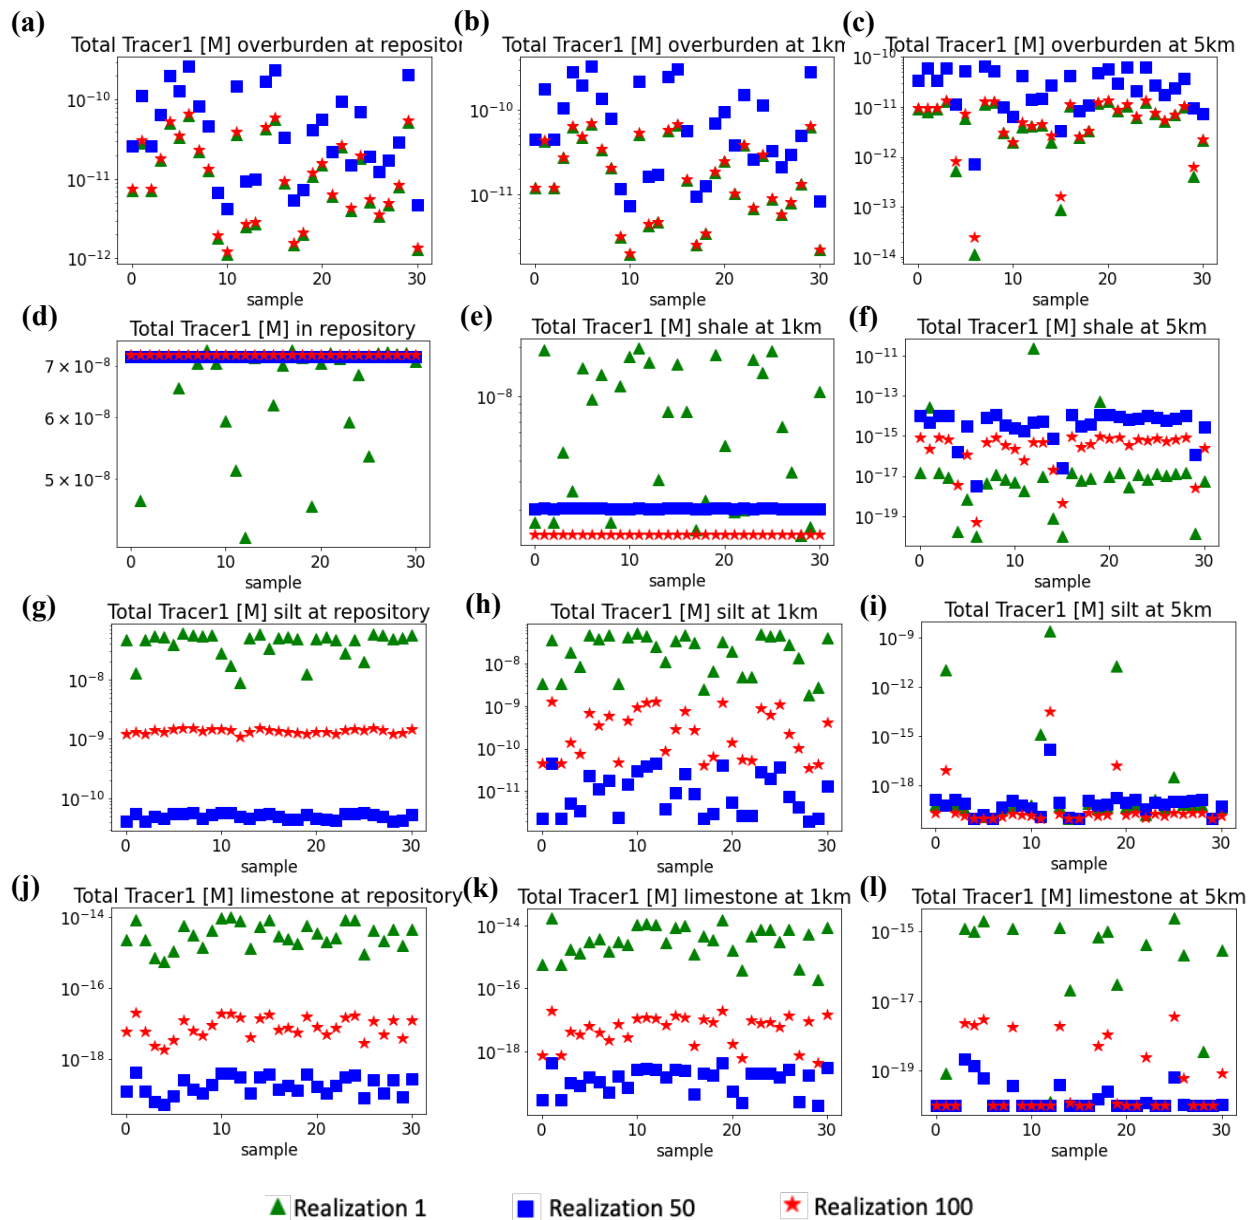 (a) (b) (c)
Total Tracer1 [M] overburden at repositor Total Tracer1 [M] overburden at 1km Total Tracer1 [M] overburden at 5km
10⁻¹⁰ 10⁻¹¹ 10⁻¹²
10⁻¹⁰ 10⁻¹¹
10⁻¹⁰ 10⁻¹¹ 10⁻¹² 10⁻¹³ 10⁻¹⁴
0 10 20 30 0 10 20 30 0 10 20 30
sample sample sample
(d) (e) (f)
Total Tracer1 [M] in repository Total Tracer1 [M] shale at 1km Total Tracer1 [M] shale at 5km
7 × 10⁻⁸ 6 × 10⁻⁸ 5 × 10⁻⁸
10⁻⁸
10⁻¹¹ 10⁻¹³ 10⁻¹⁵ 10⁻¹⁷ 10⁻¹⁹
0 10 20 30 0 10 20 30 0 10 20 30
sample sample sample
(g) (h) (i)
Total Tracer1 [M] silt at repository Total Tracer1 [M] silt at 1km Total Tracer1 [M] silt at 5km
10⁻⁸ 10⁻⁹ 10⁻¹⁰
10⁻⁸ 10⁻⁹ 10⁻¹⁰ 10⁻¹¹
10⁻⁹ 10⁻¹² 10⁻¹⁵ 10⁻¹⁸
0 10 20 30 0 10 20 30 0 10 20 30
sample sample sample
(j) (k) (l)
Total Tracer1 [M] limestone at repository Total Tracer1 [M] limestone at 1km Total Tracer1 [M] limestone at 5km
10⁻¹⁴ 10⁻¹⁶ 10⁻¹⁸
10⁻¹⁴ 10⁻¹⁶ 10⁻¹⁸
10⁻¹⁵ 10⁻¹⁷ 10⁻¹⁹
0 10 20 30 0 10 20 30 0 10 20 30
sample sample sample
Realization 1 Realization 50 Realization 100